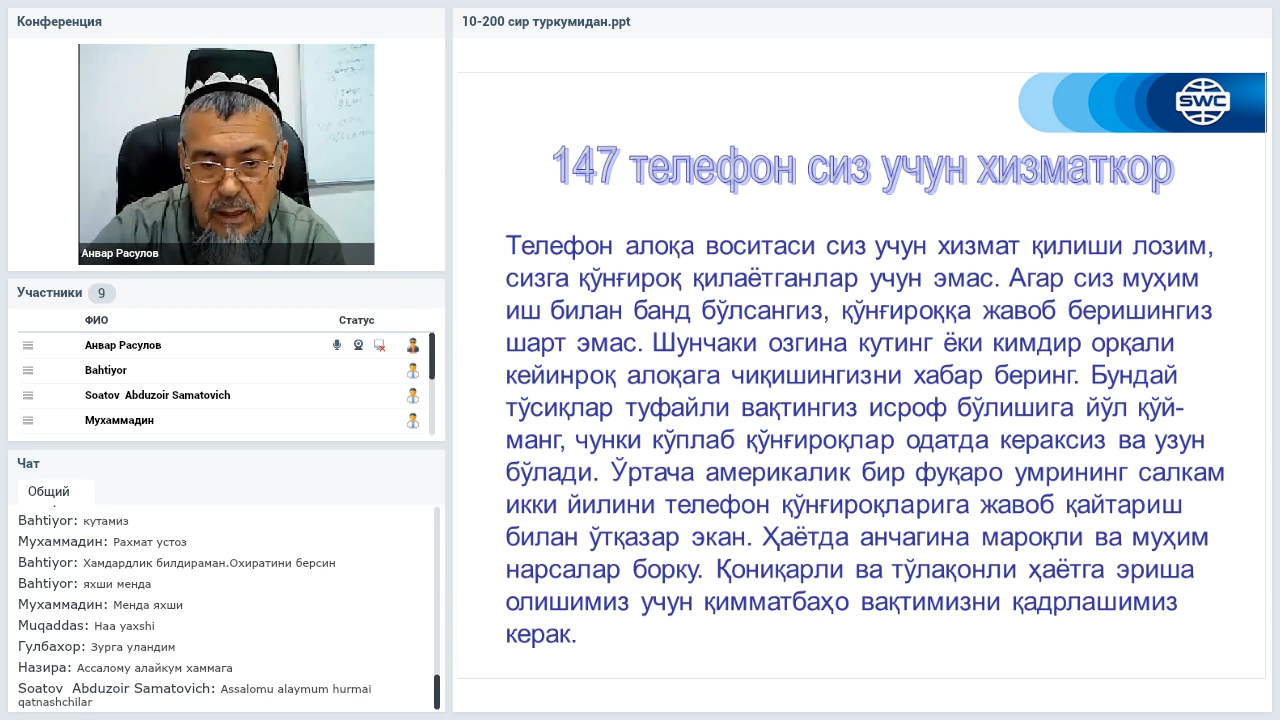 Конференция
Анвар Расулов
Участники 9
ФИО Статус
Анвар Расулов
Bahtiyor
Soatov Abduzoir Samatovich
Мухаммадин
Чат
Общий
Bahtiyor: кутамиз
Мухаммадин: Рахмат устоз
Bahtiyor: Хамдардлик билдираман.Охиратини берсин
Bahtiyor: яхши менда
Мухаммадин: Менда яхши
Muqaddas: Haa yaxshi
Гулбахор: Зурга уландим
Назира: Ассалому алайкум хаммага
Soatov Abduzoir Samatovich: Assalomu alaymum hurmai
qatnashchilar
10-200 сир туркумидан.ppt
SWC
147 телефон сиз учун хизматкор
Телефон алоқа воситаси сиз учун хизмат қилиши лозим,
сизга қўнғироқ қилаётганлар учун эмас. Агар сиз муҳим
иш билан банд бўлсангиз, қўнғироққа жавоб беришингиз
шарт эмас. Шунчаки озгина кутинг ёки кимдир орқали
кейинроқ алоқага чиқишингизни хабар беринг. Бундай
тўсиқлар туфайли вақтингиз исроф бўлишига йўл қўй-
манг, чунки кўплаб қўнғироқлар одатда кераксиз ва узун
бўлади. Ўртача америкалик бир фуқаро умрининг салкам
икки йилини телефон қўнғироқларига жавоб қайтариш
билан ўтқазар экан. Ҳаётда анчагина мароқли ва муҳим
нарсалар борку. Қониқарли ва тўлақонли ҳаётга эриша
олишимиз учун қимматбаҳо вақтимизни қадрлашимиз
керак.